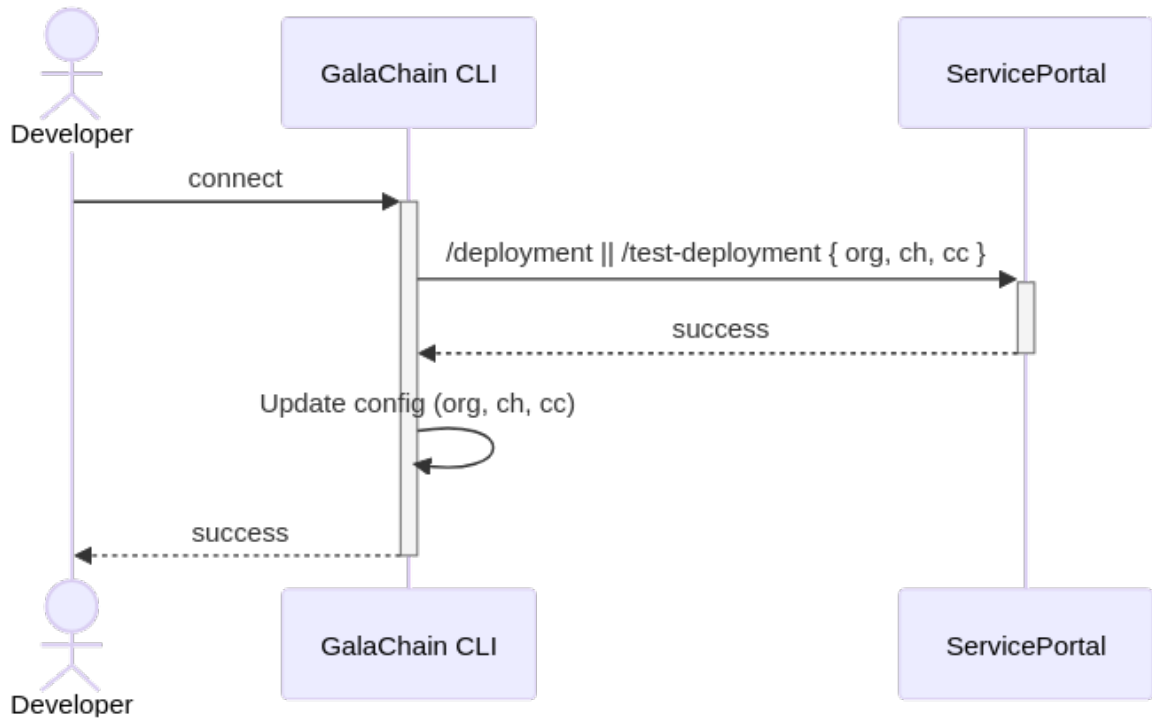 GalaChain CLI
ServicePortal
Developer
connect
/deployment || /test-deployment { org, ch, cc }
success
Update config (org, ch, cc)
success
GalaChain CLI
ServicePortal
Developer